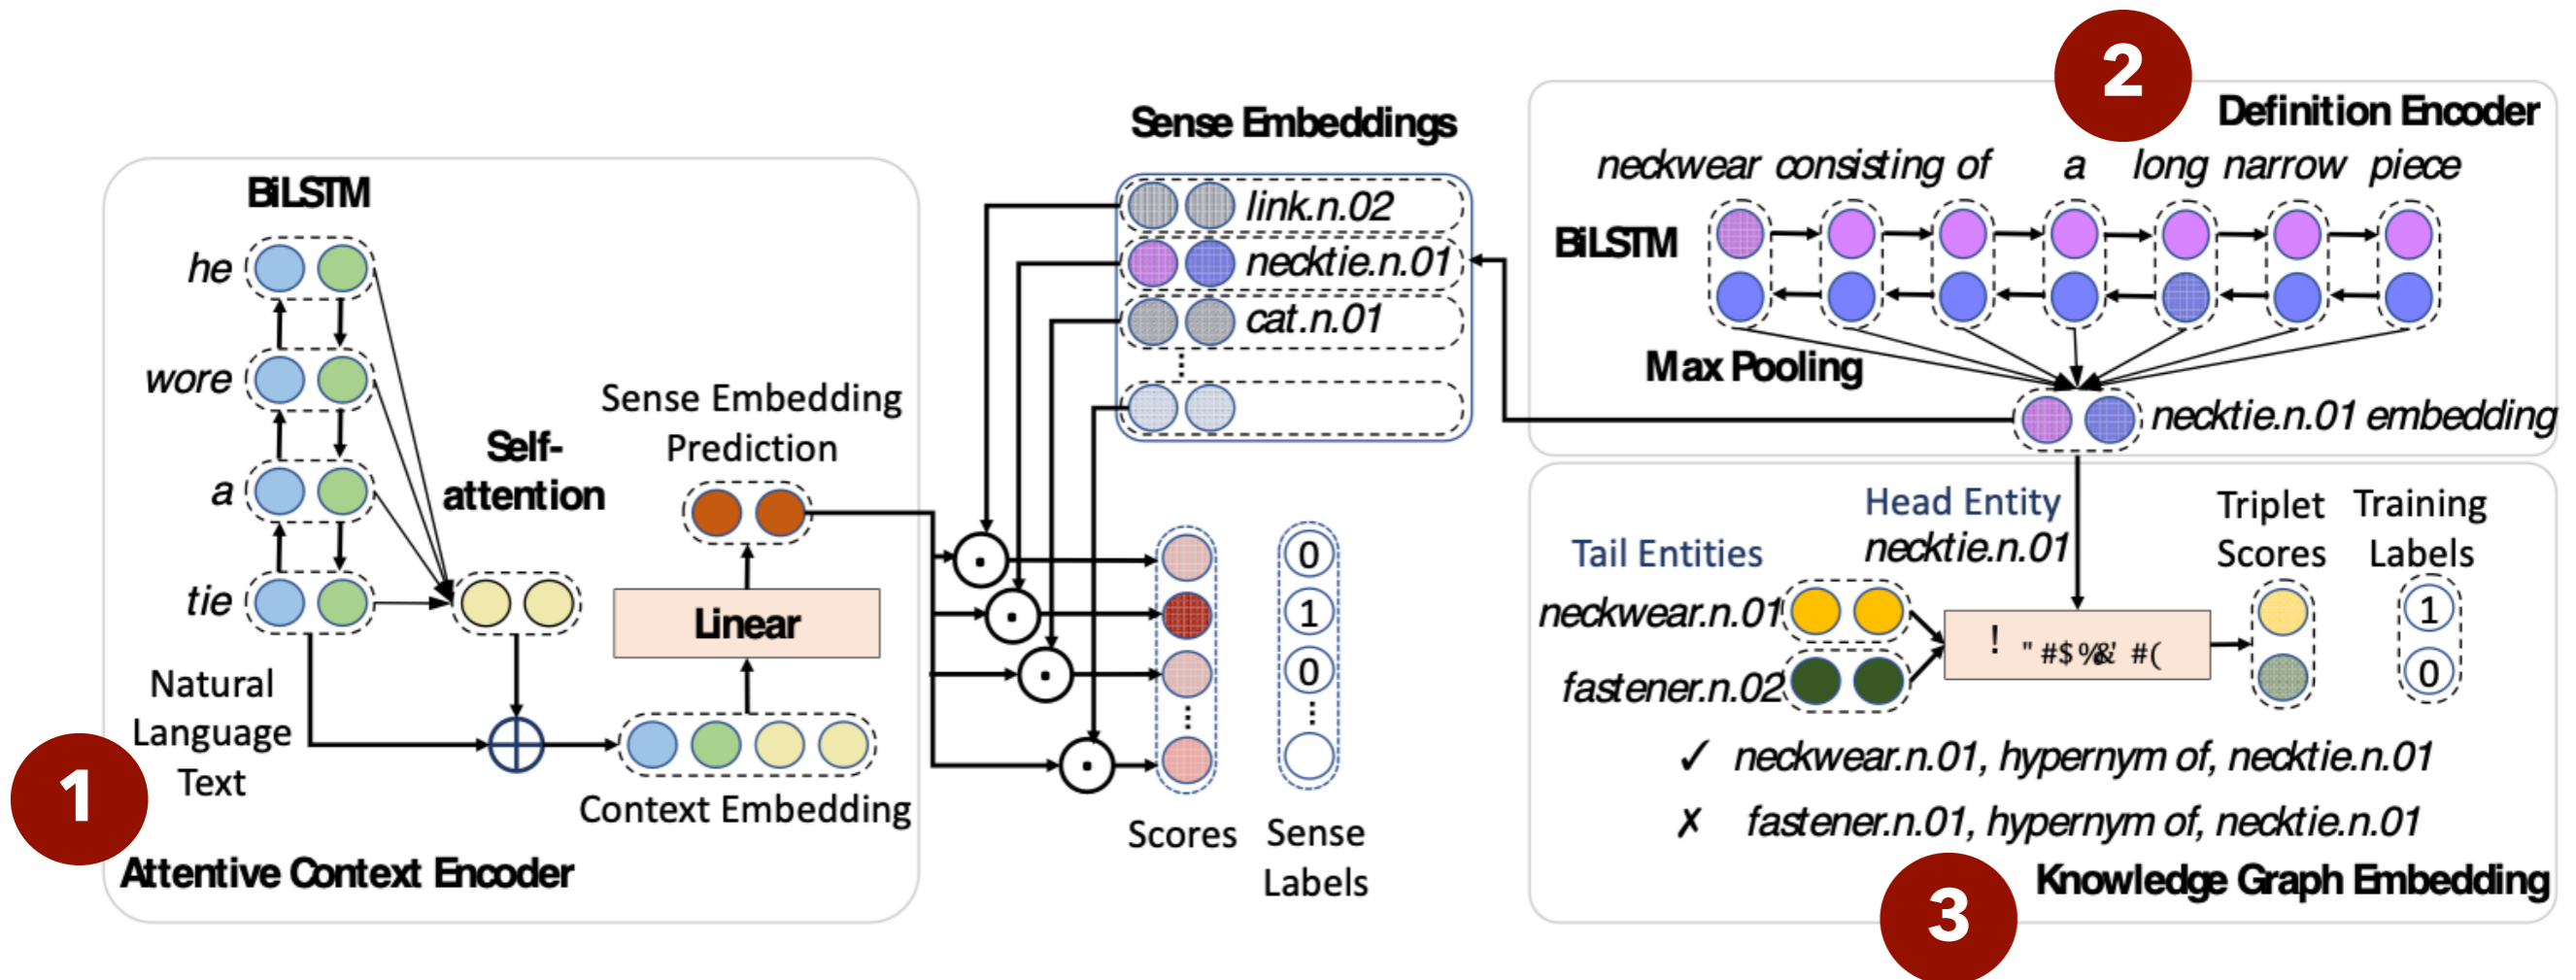 1
BiLSTM
he
wore
a
tie
Self-
attention
Natural
Language
Text
Sense Embedding
Prediction
Linear
Context Embedding
Attentive Context Encoder
Sense Embeddings
link.n.02
necktie.n.01
cat.n.01
Scores
0
1
0
Sense
Labels
2
Definition Encoder
neckwear consisting of a long narrow piece
BiLSTM
Max Pooling
necktie.n.01 embedding
Head Entity
necktie.n.01
Tail Entities
neckwear.n.01
fastener.n.02
! " #$ %&' #(
Triplet
Scores
Training
Labels
1
0
✓ neckwear.n.01, hypernym of, necktie.n.01
✗ fastener.n.01, hypernym of, necktie.n.01
Knowledge Graph Embedding
3